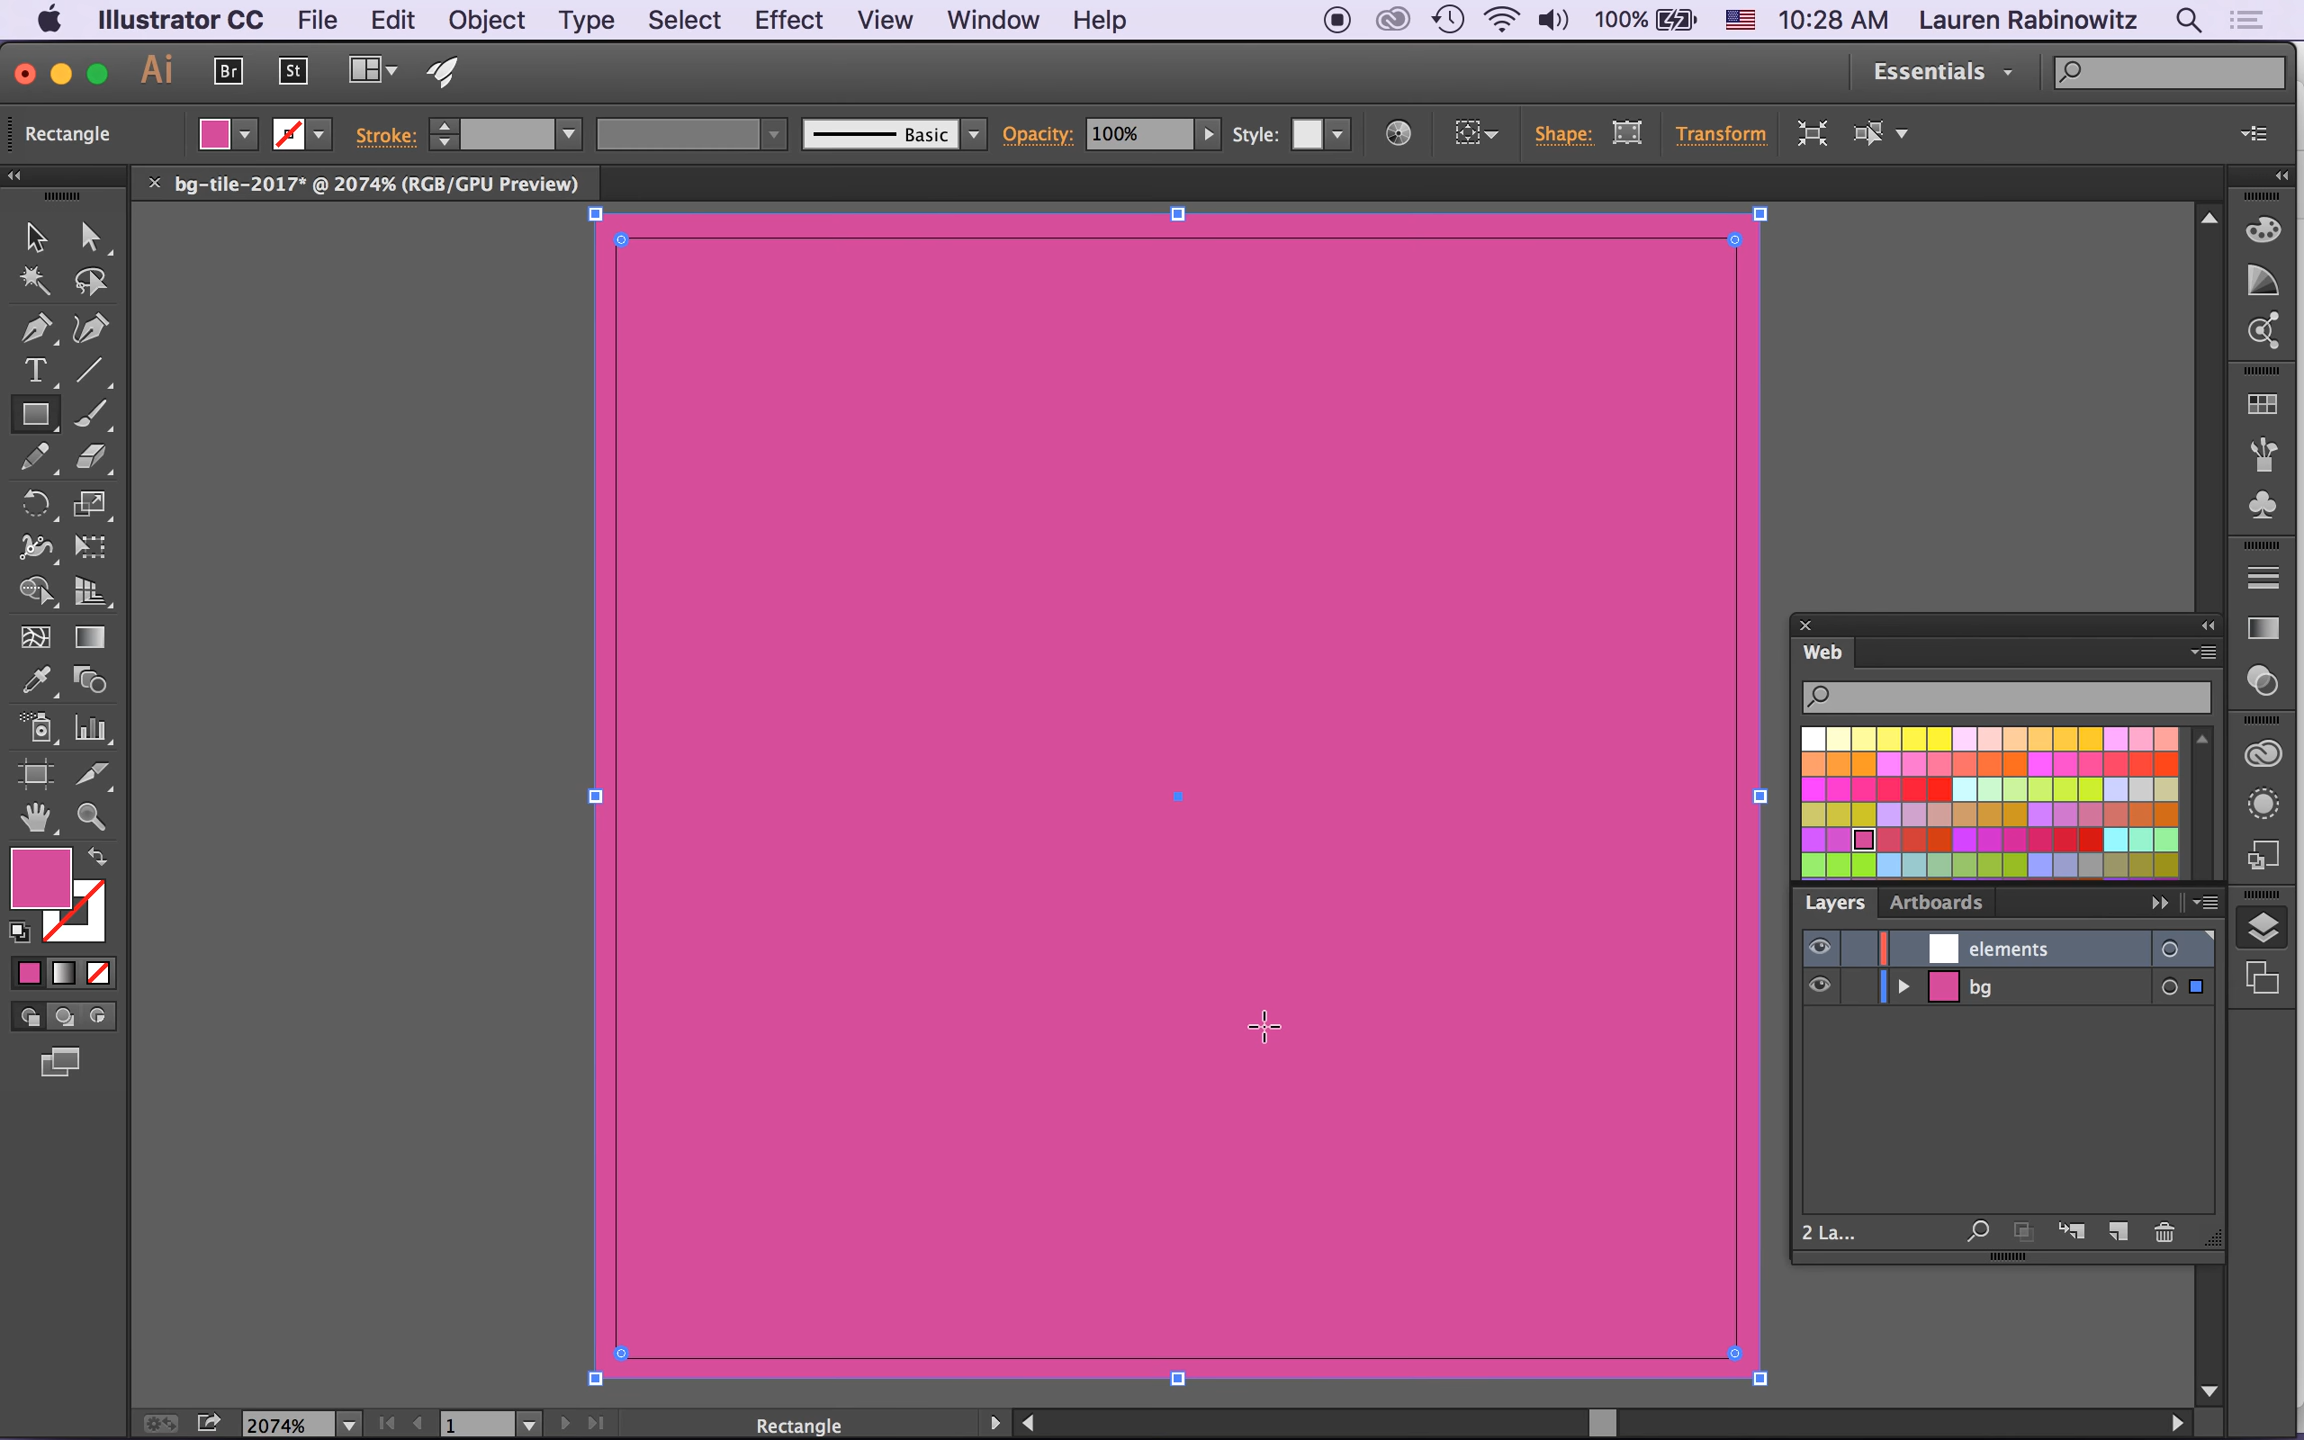 Illustrator CC File Edit Object Type Select Effect View Window Help 100% 10:28 AM Lauren Rabinowitz
Ai Br St Essentials
Rectangle Stroke: Basic Opacity: 100% Style: Shape: Transform
× bg-tile-2017* @ 2074% (RGB/GPU Preview)
T
Web
Layers Artboards
elements
bg
2 La...
2074% 1 Rectangle